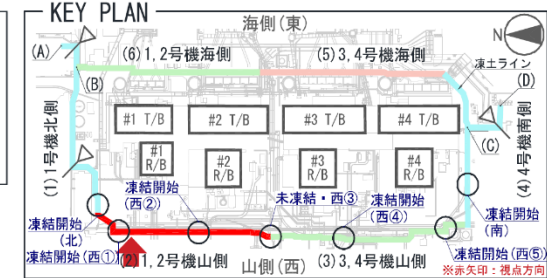 KEY PLAN
海側(東)
N
(A)
(6)1,2号機海側
(5)3,4号機海側
凍土ライン
(B)
(D)
#1 T/B
#2 T/B
#3 T/B
#4 T/B
(1)1号機北側
#1
R/B
#2
R/B
#3
R/B
#4
R/B
(C)
(4)4号機南側
凍結開始
(西②)
未凍結・西③
凍結開始
(西④)
凍結開始
(南)
凍結開始
(北)
凍結開始
(西①)
(2)1,2号機山側
山側(西)
(3)3,4号機山側
凍結開始
(西⑤)
※赤矢印:視点方向